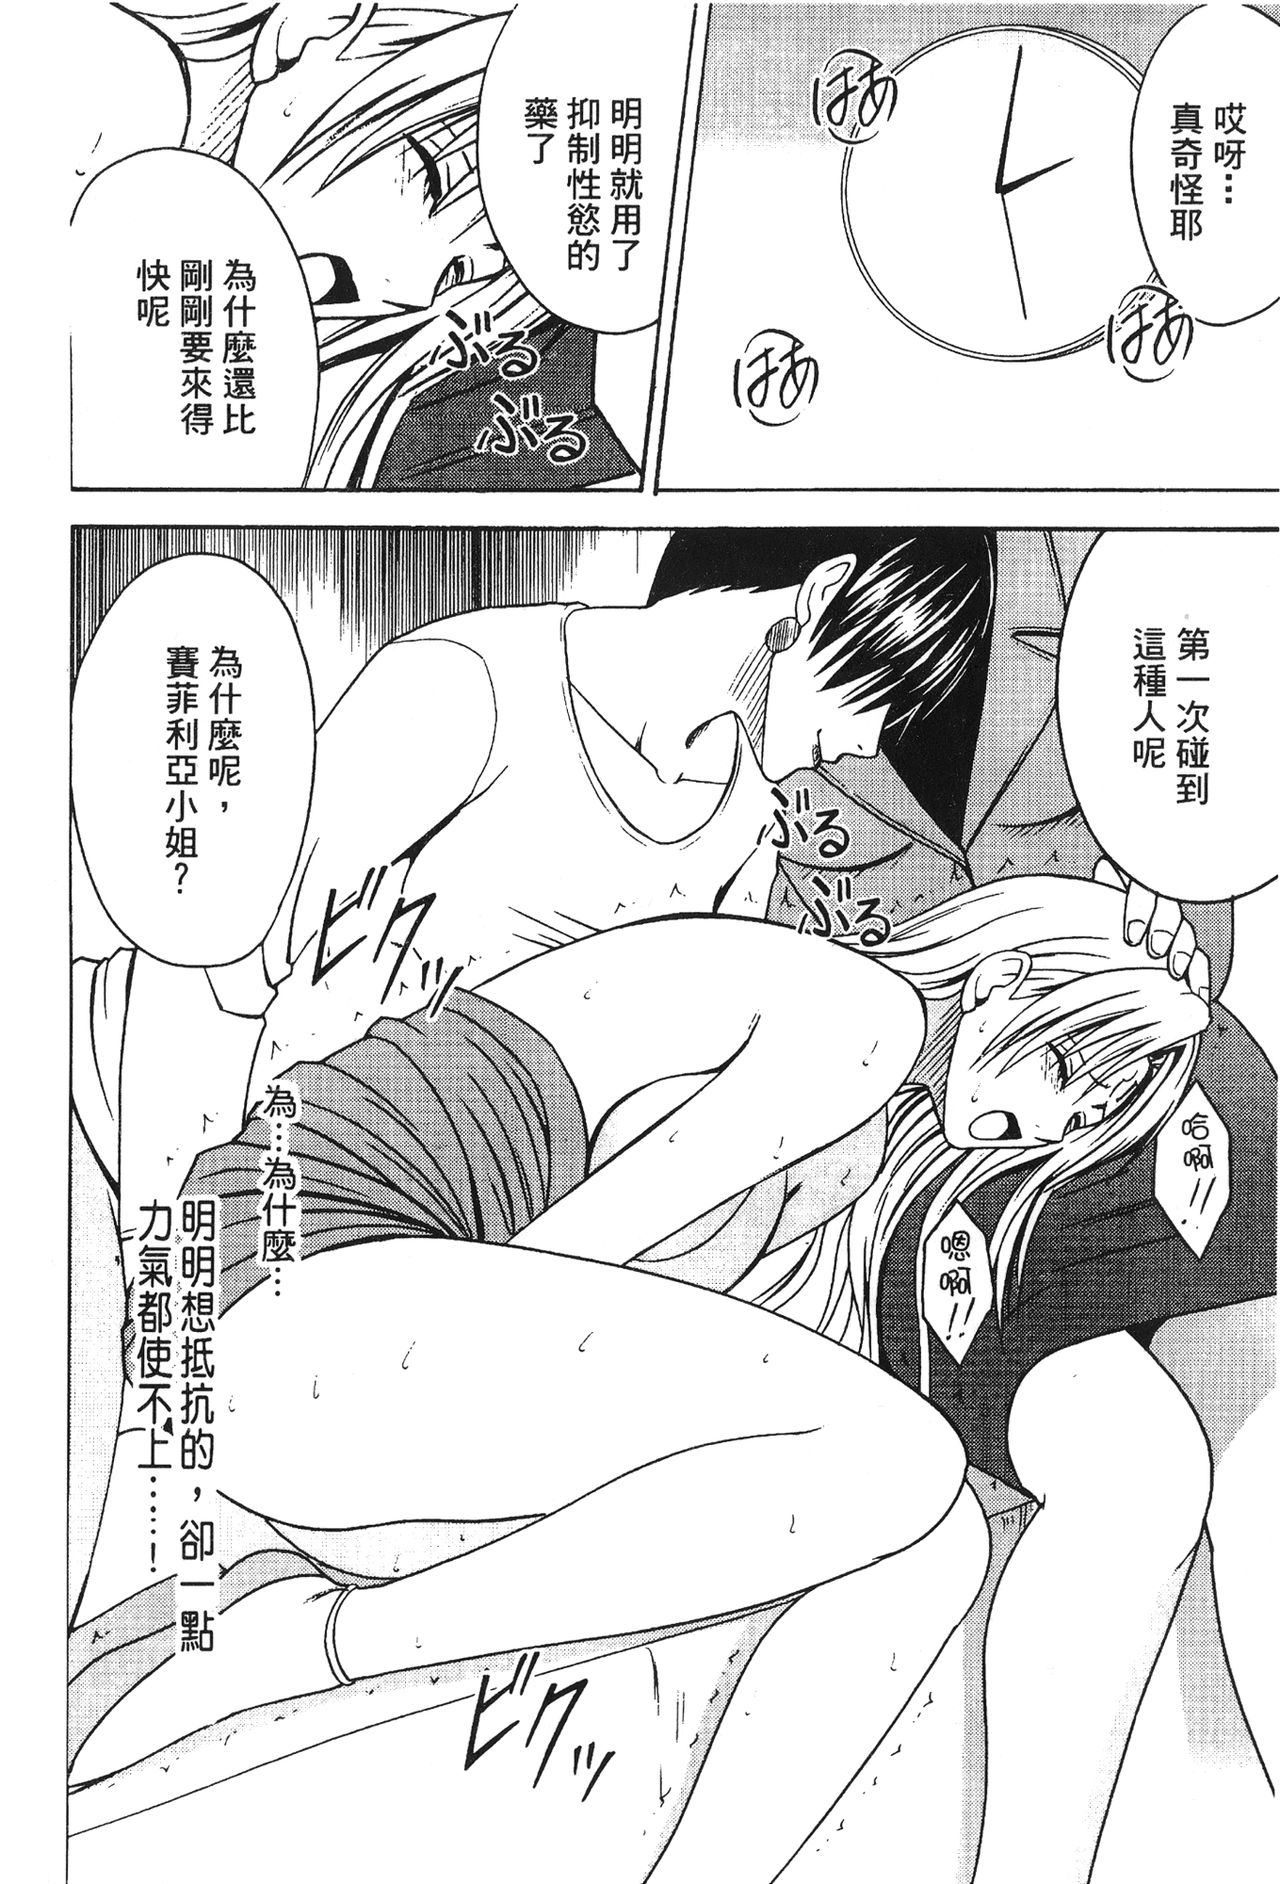 哎呀…
真奇怪耶
はあ
はあ
はあ
明明就用了
抑制性慾的
藥了
為什麼還比
剛剛要來得
快呢
ぶる
ぶる
第一次碰到
這種人呢
為什麼呢，
賽菲利亞小姐？
ぶる
ぶる
ビクッ
哈啊!!
嗯啊!!
為…為什麼…
明明想抵抗的，卻一點
力氣都使不上……！
ビクッ